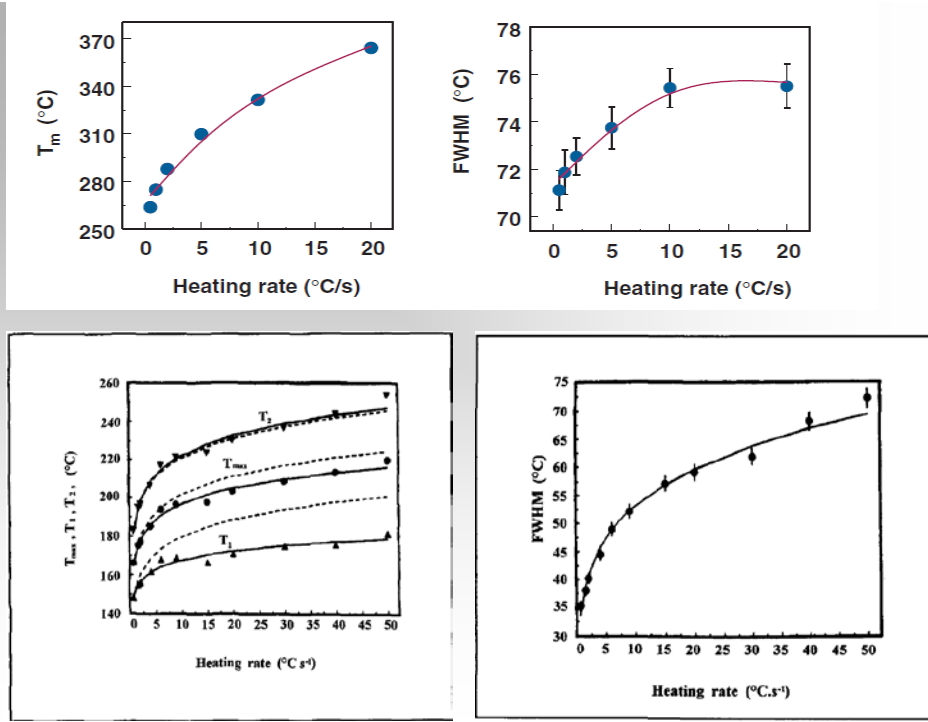 370
340
310
280
250
Tm (°C)
0 5 10 15 20
Heating rate (°C/s)
78
76
74
72
70
FWHM (°C)
0 5 10 15 20
Heating rate (°C/s)
260
240
220
200
180
160
140
Tmax, T1, T2, (°C)
T2
Tmax
T1
0 5 10 15 20 25 30 35 40 45 50
Heating rate (°C s-1)
75
70
65
60
55
50
45
40
35
30
FWHM (°C)
0 5 10 15 20 25 30 35 40 45 50
Heating rate (°C.s-1)